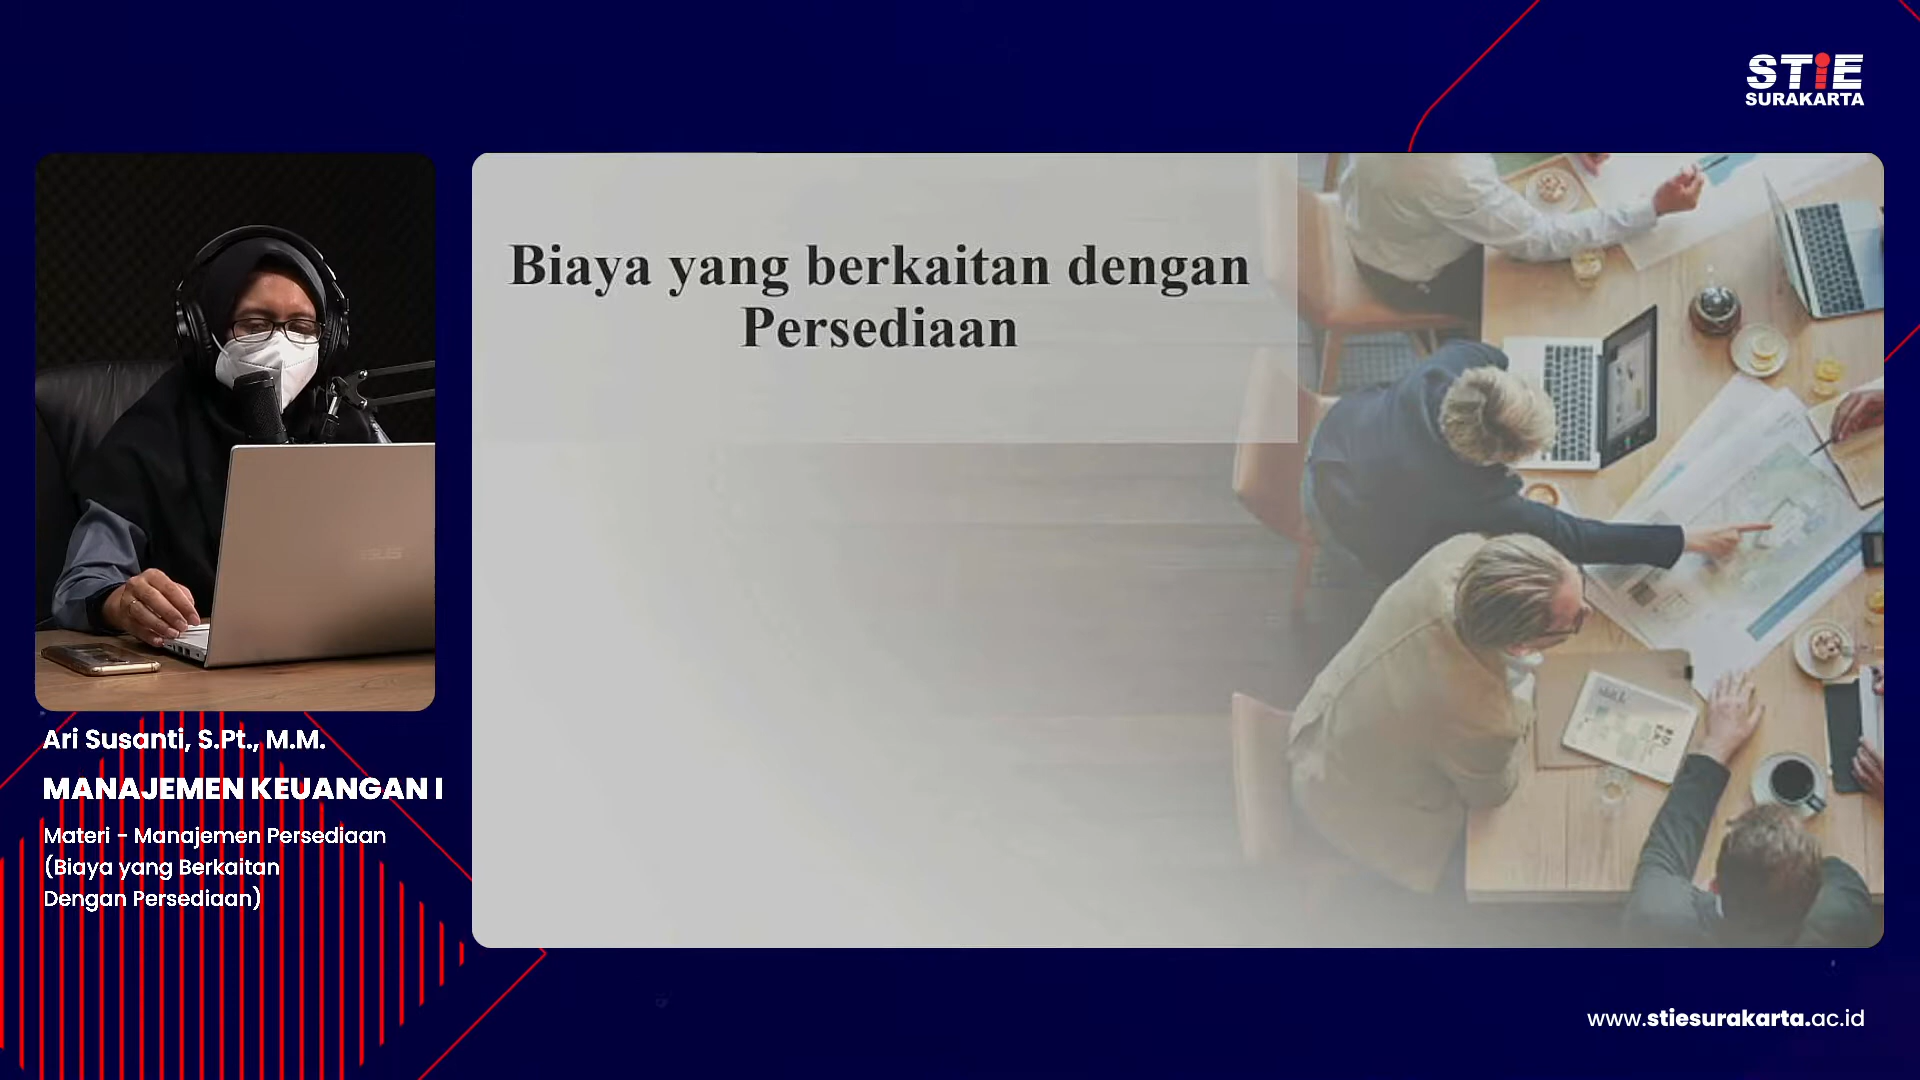 STiE
SURAKARTA
Biaya yang berkaitan dengan
Persediaan
ASUS
Ari Susanti, S.Pt., M.M.
MANAJEMEN KEUANGAN I
Materi - Manajemen Persediaan
(Biaya yang Berkaitan
Dengan Persediaan)
www.stiesurakarta.ac.id